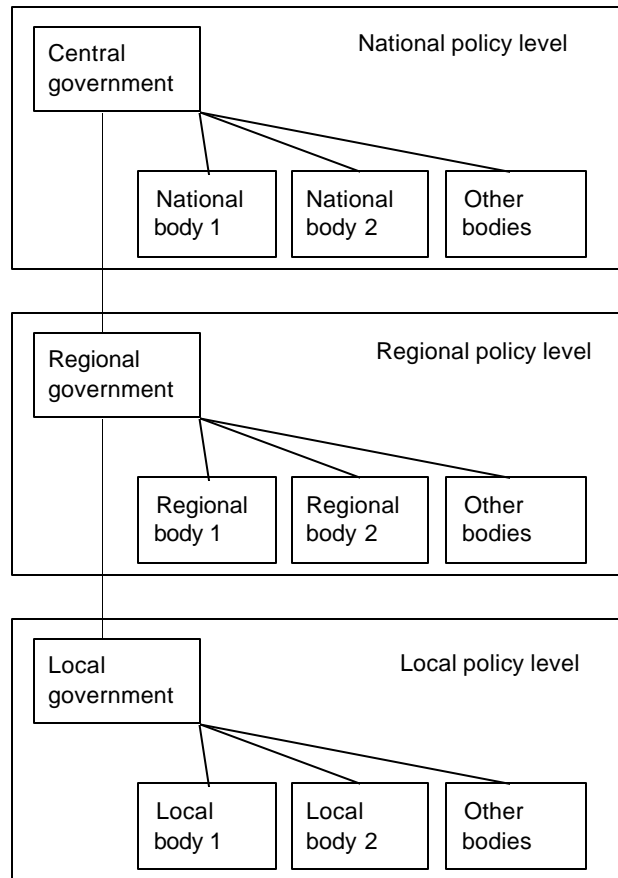 National policy level
Central
government
National
body 1
National
body 2
Other
bodies
Regional policy level
Regional
government
Regional
body 1
Regional
body 2
Other
bodies
Local policy level
Local
government
Local
body 1
Local
body 2
Other
bodies